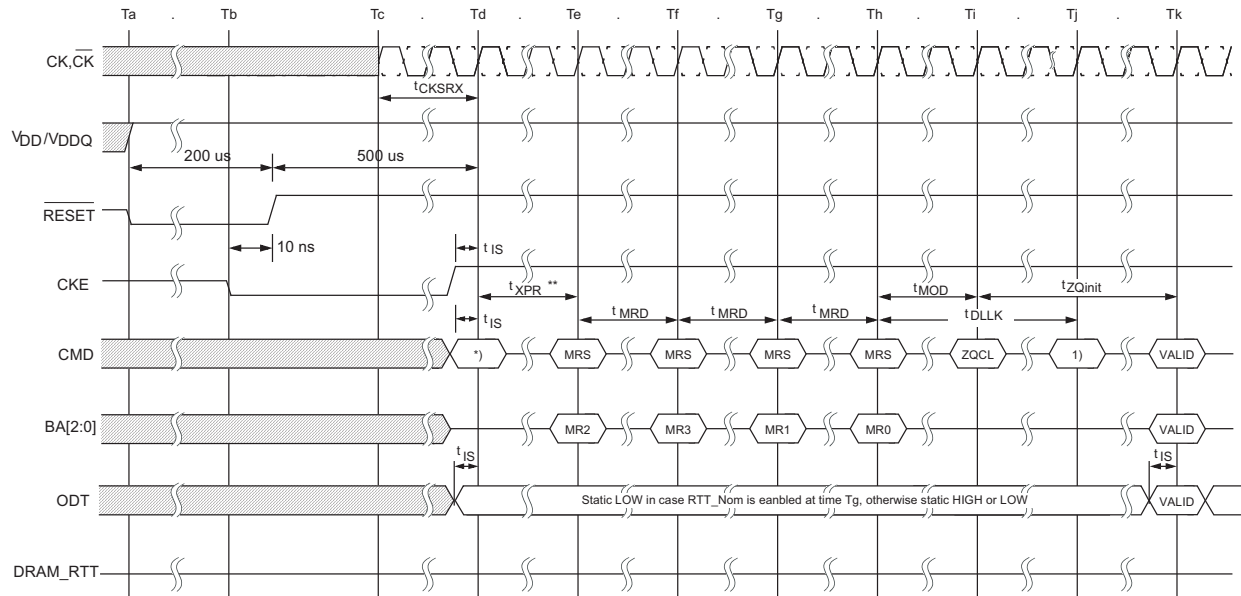 Ta . Tb . Tc . Td . Te . Tf . Tg . Th . Ti . Tj . Tk
CK,CK
tCKSRX
VDD/VDDQ
200 us 500 us
RESET
10 ns tIS
CKE
tXPR ** tMOD tZQinit
tIS tMRD tMRD tMRD tDLLK
CMD *) MRS MRS MRS MRS ZQCL 1) VALID
BA[2:0] MR2 MR3 MR1 MR0 VALID
tIS tIS
ODT Static LOW in case RTT_Nom is eanbled at time Tg, otherwise static HIGH or LOW VALID
DRAM_RTT